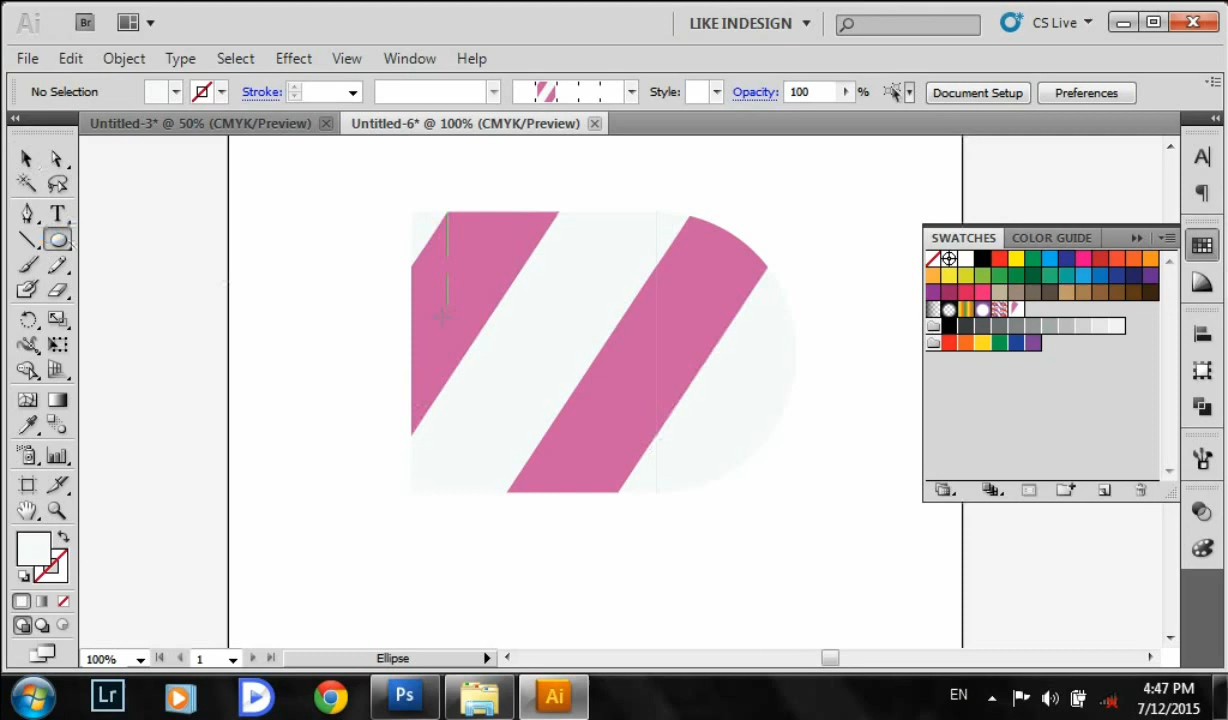 Ai Br LIKE INDESIGN CS Live
File Edit Object Type Select Effect View Window Help
No Selection Stroke: Style: Opacity: 100 % Document Setup Preferences
Untitled-3* @ 50% (CMYK/Preview) Untitled-6* @ 100% (CMYK/Preview)
T A
SWATCHES COLOR GUIDE
100% 1 Ellipse
Lr Ps Ai EN 4:47 PM
7/12/2015